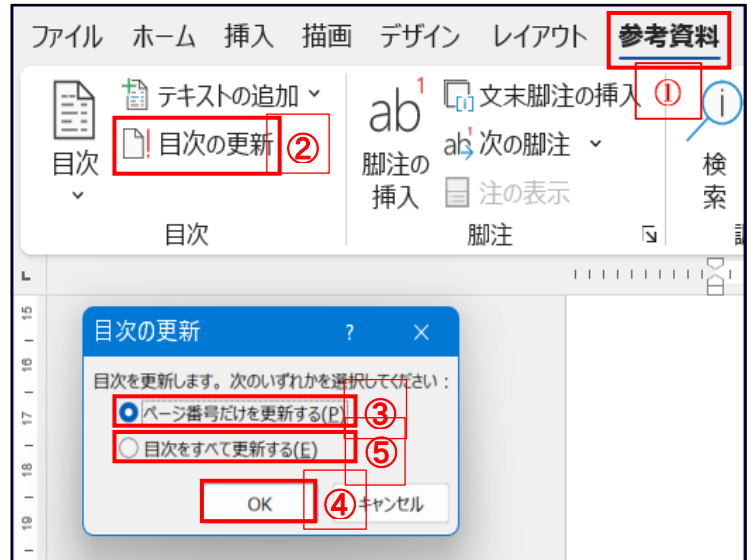 ファイル ホーム 挿入 描画 デザイン レイアウト 参考資料
①
目次
テキストの追加
目次の更新 ②
目次
ab1
脚注の
挿入
文末脚注の挿入
次の脚注
注の表示
脚注
検
索
15
16
17
18
19
目次の更新 ? ×
目次を更新します。次のいずれかを選択してください:
ページ番号だけを更新する(P) ③
目次をすべて更新する(E) ⑤
OK ④ キャンセル